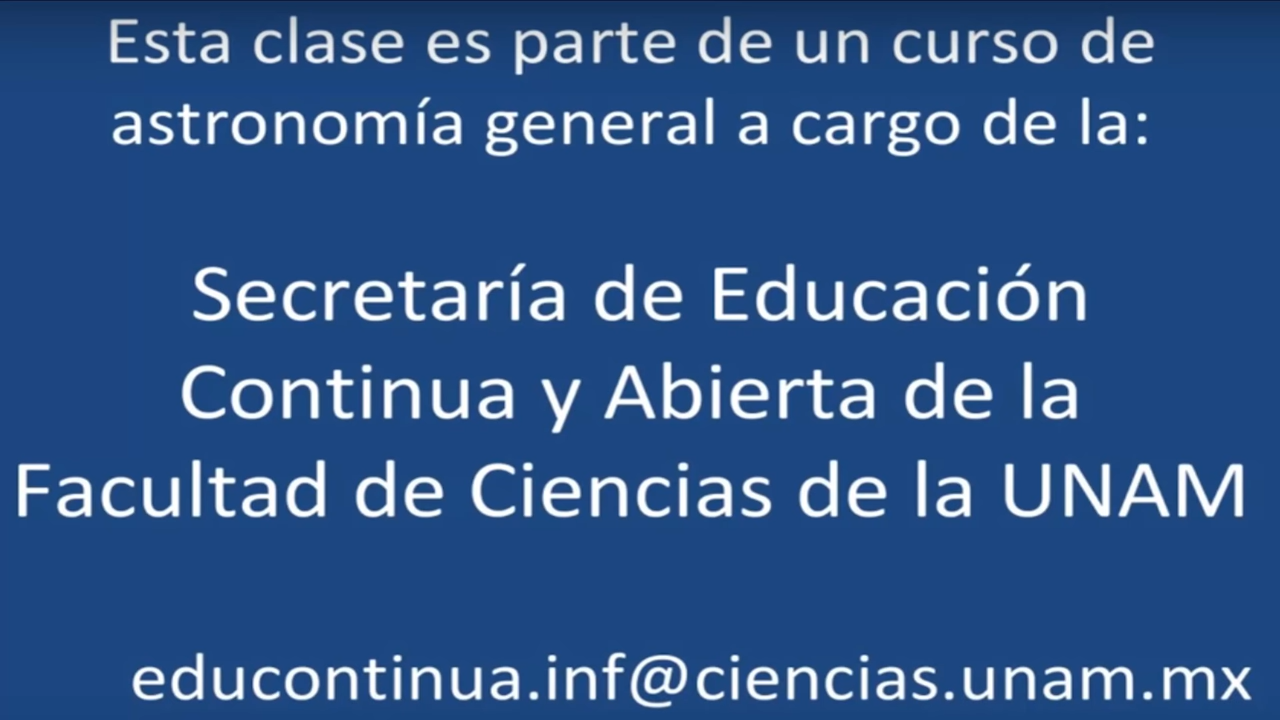 Esta clase es parte de un curso de
astronomía general a cargo de la:
Secretaría de Educación
Continua y Abierta de la
Facultad de Ciencias de la UNAM
educontinua.inf@ciencias.unam.mx